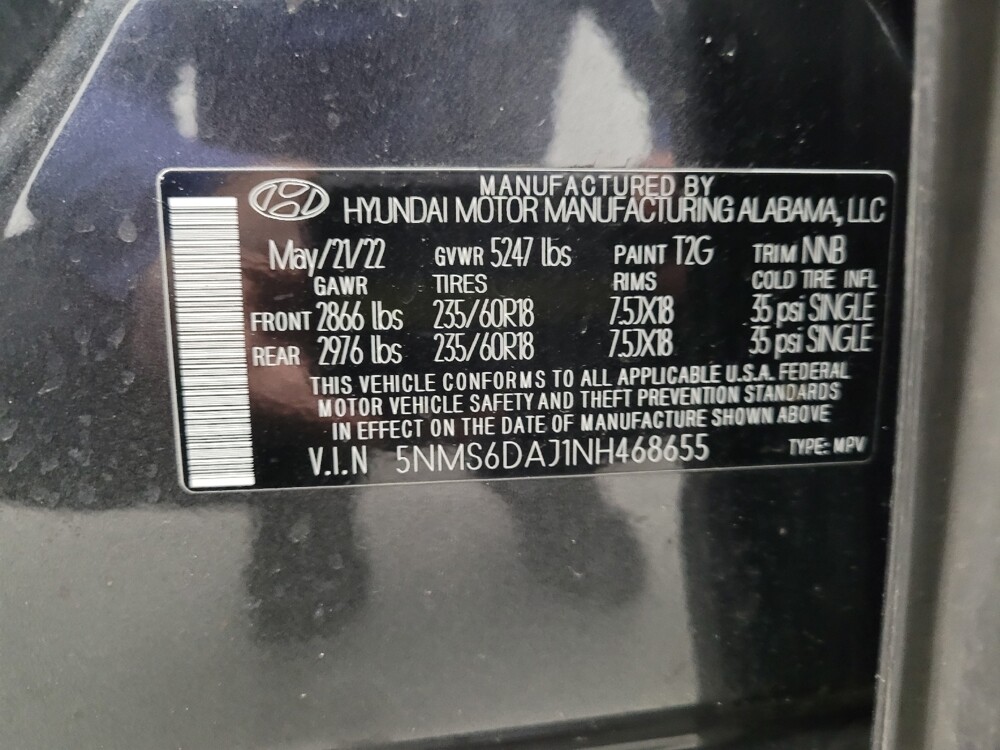 MANUFACTURED BY
HYUNDAI MOTOR MANUFACTURING ALABAMA, LLC
May/21/22 GVWR 5247 lbs PAINT T2G TRIM NNB
GAWR TIRES RIMS COLD TIRE INFL
FRONT 2866 lbs 235/60R18 7.5JX18 35 psi SINGLE
REAR 2976 lbs 235/60R18 7.5JX18 35 psi SINGLE
THIS VEHICLE CONFORMS TO ALL APPLICABLE U.S.A. FEDERAL
MOTOR VEHICLE SAFETY AND THEFT PREVENTION STANDARDS
IN EFFECT ON THE DATE OF MANUFACTURE SHOWN ABOVE
V.I.N 5NMS6DAJ1NH468655 TYPE: MPV